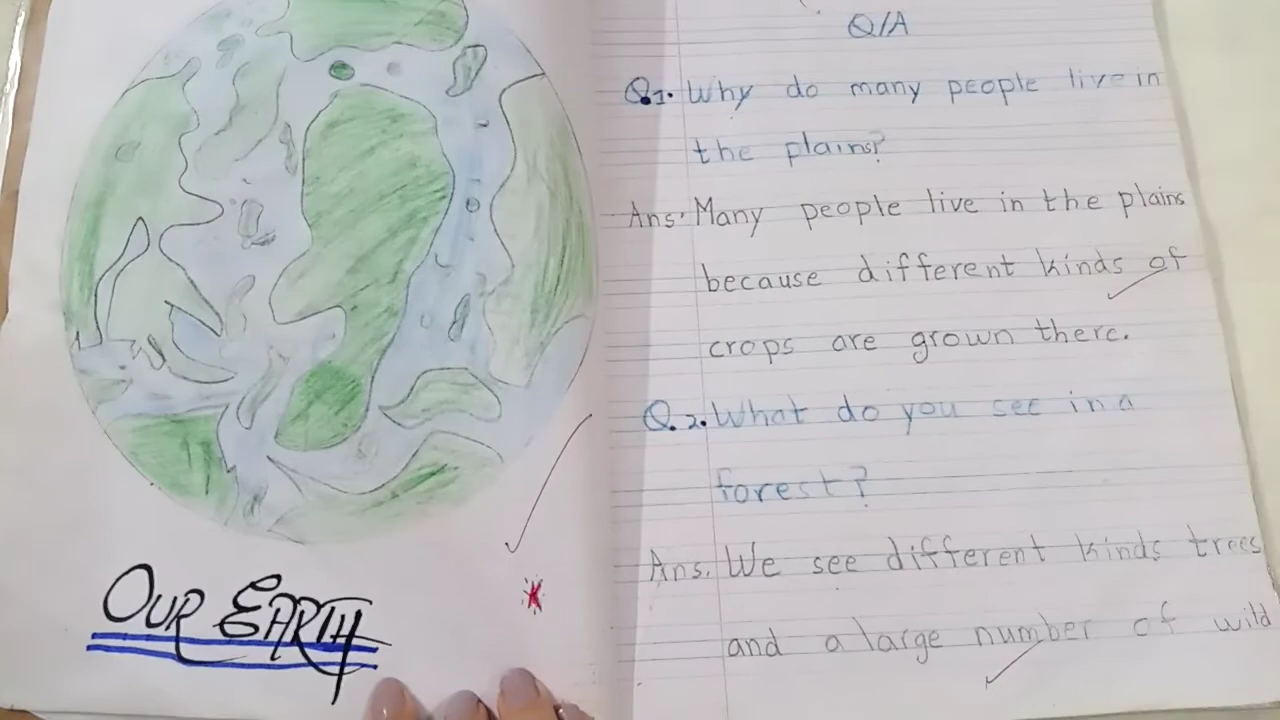 OUR EARTH
Q/A
Q.1. Why do many people live in
the plains?
Ans. Many people live in the plains
because different kinds of
crops are grown there.
Q.2. What do you see in a
forest?
Ans. We see different kinds trees
and a large number of wild